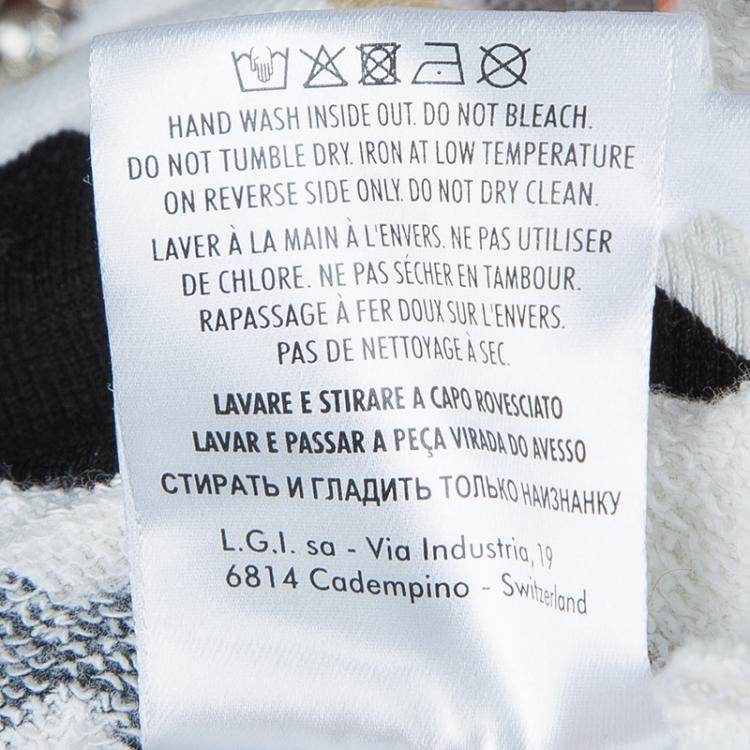 HAND WASH INSIDE OUT. DO NOT BLEACH.
DO NOT TUMBLE DRY. IRON AT LOW TEMPERATURE
ON REVERSE SIDE ONLY. DO NOT DRY CLEAN.
LAVER À LA MAIN À L'ENVERS. NE PAS UTILISER
DE CHLORE. NE PAS SÉCHER EN TAMBOUR.
RAPASSAGE À FER DOUX SUR L'ENVERS.
PAS DE NETTOYAGE À SEC.
LAVARE E STIRARE A CAPO ROVESCIATO
LAVAR E PASSAR A PEÇA VIRADA DO AVESSO
СТИРАТЬ И ГЛАДИТЬ ТОЛЬКО НАИЗНАНКУ
L.G.I. sa - Via Industria, 19
6814 Cadempino - Switzerland